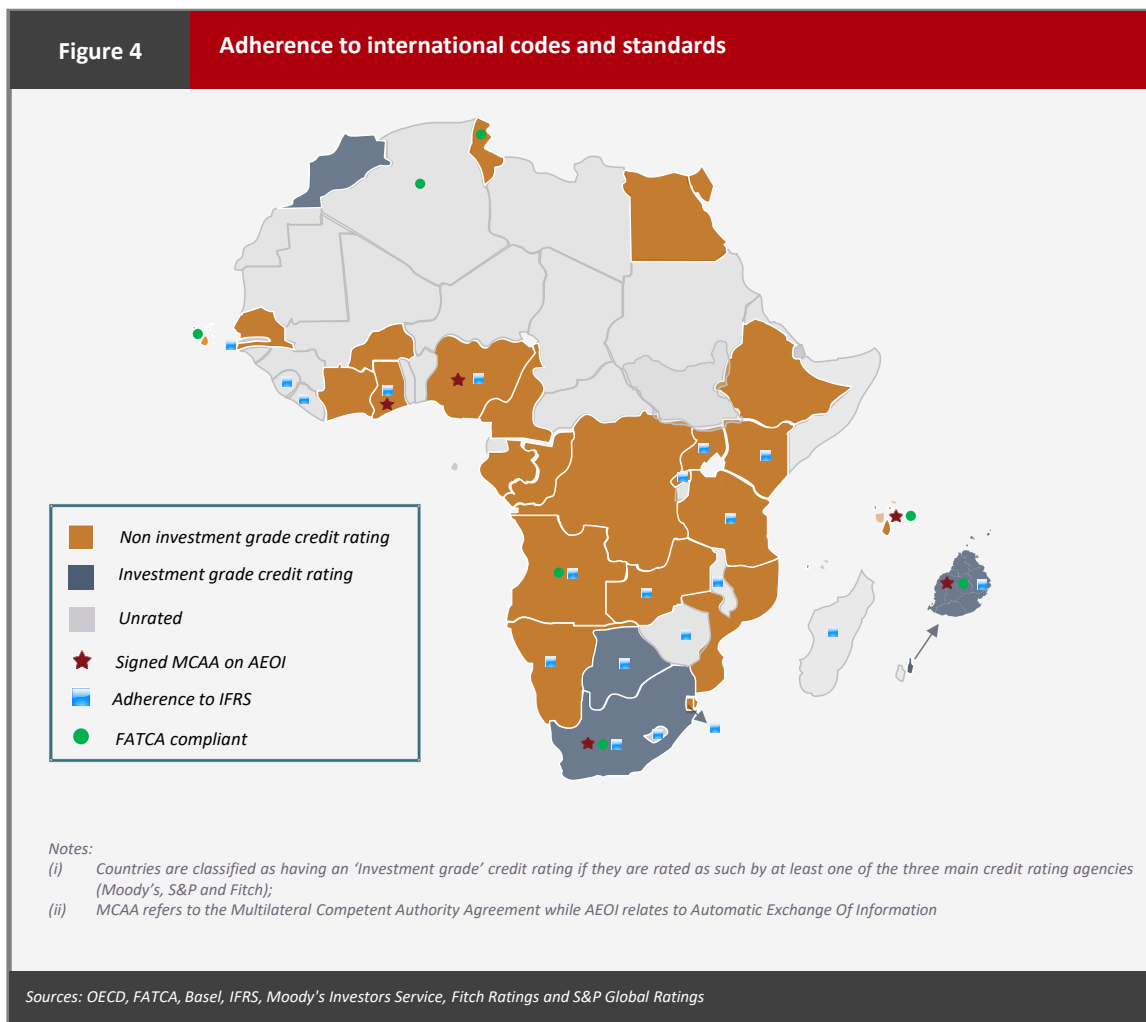 Figure 4
Adherence to international codes and standards
Non investment grade credit rating
Investment grade credit rating
Unrated
Signed MCAA on AEOI
Adherence to IFRS
FATCA compliant
Notes:
(i) Countries are classified as having an ‘Investment grade’ credit rating if they are rated as such by at least one of the three main credit rating agencies
(Moody’s, S&P and Fitch);
(ii) MCAA refers to the Multilateral Competent Authority Agreement while AEOI relates to Automatic Exchange Of Information
Sources: OECD, FATCA, Basel, IFRS, Moody's Investors Service, Fitch Ratings and S&P Global Ratings